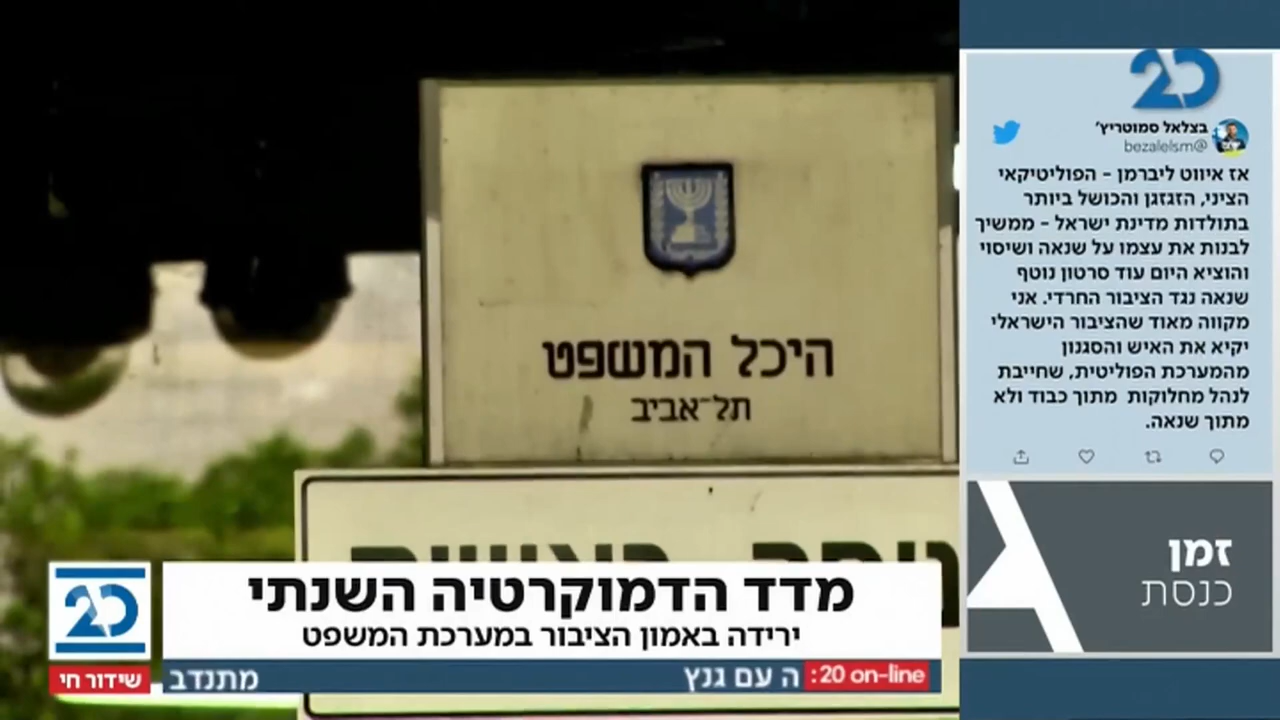 היכל המשפט
תל־אביב
20
בצלאל סמוטריץ'
@bezalelsm
אז איווט ליברמן - הפוליטיקאי
הציני, הזגזגן והכושל ביותר
בתולדות מדינת ישראל - ממשיך
לבנות את עצמו על שנאה ושיסוי
והוציא היום עוד סרטון נוטף
שנאה נגד הציבור החרדי. אני
מקווה מאוד שהציבור הישראלי
יקיא את האיש והסגנון
מהמערכת הפוליטית, שחייבת
לנהל מחלוקות מתוך כבוד ולא
מתוך שנאה.
זמן
כנסת
20
מדד הדמוקרטיה השנתי
ירידה באמון הציבור במערכת המשפט
20 on-line: ה עם גנץ מתנדב
שידור חי